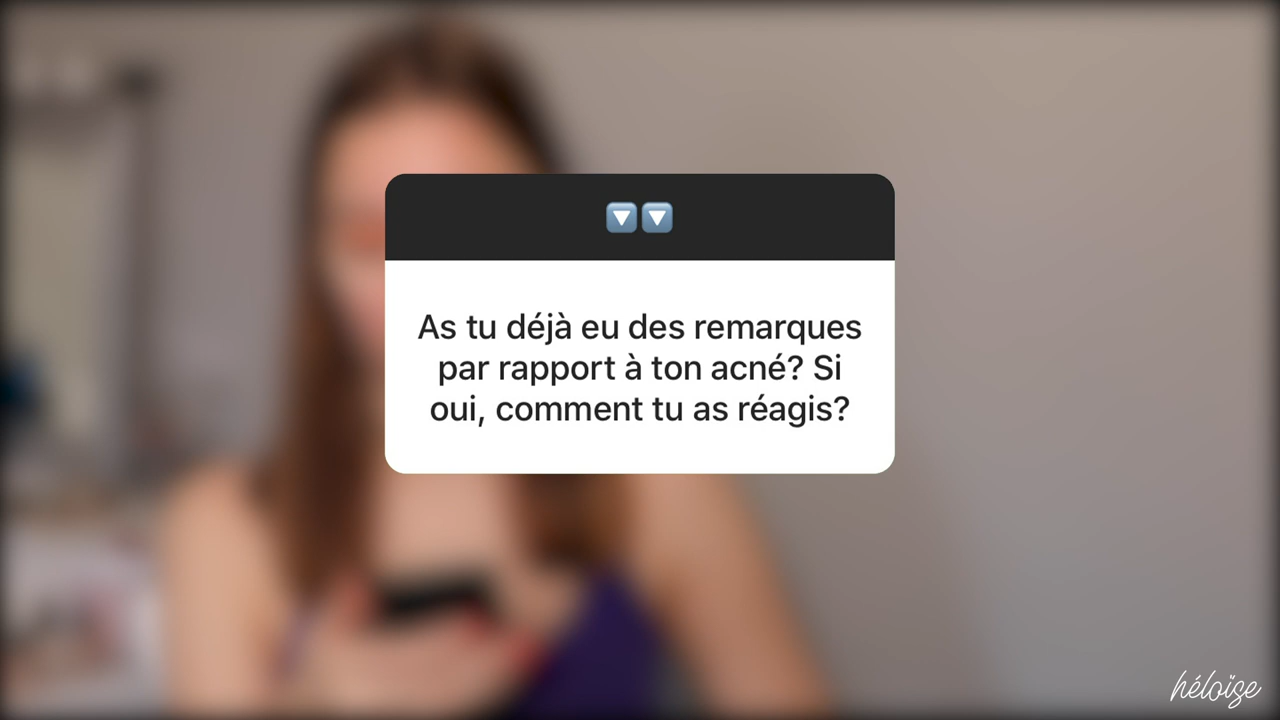 As tu déjà eu des remarques
par rapport à ton acné? Si
oui, comment tu as réagis?
héloïse